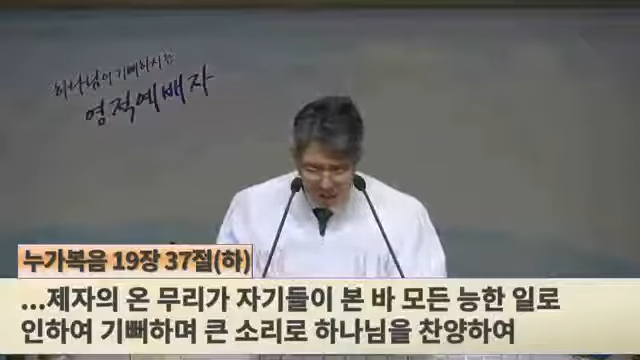 하나님이 기뻐하시는
영적예배자
누가복음 19장 37절(하)
...제자의 온 무리가 자기들이 본 바 모든 능한 일로
인하여 기뻐하며 큰 소리로 하나님을 찬양하여